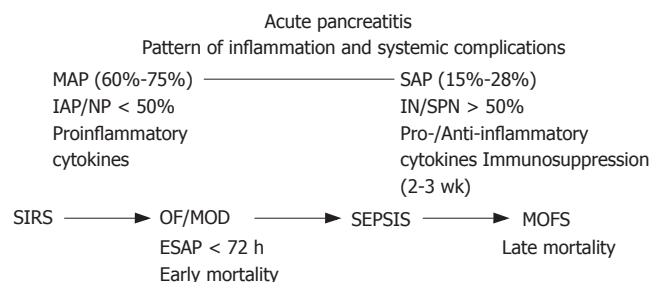 Acute pancreatitis
Pattern of inflammation and systemic complications
MAP (60%-75%) SAP (15%-28%)
IAP/NP < 50% IN/SPN > 50%
Proinflammatory Pro-/Anti-inflammatory
cytokines cytokines Immunosuppression
(2-3 wk)
SIRS OF/MOD SEPSIS MOFS
ESAP < 72 h Late mortality
Early mortality